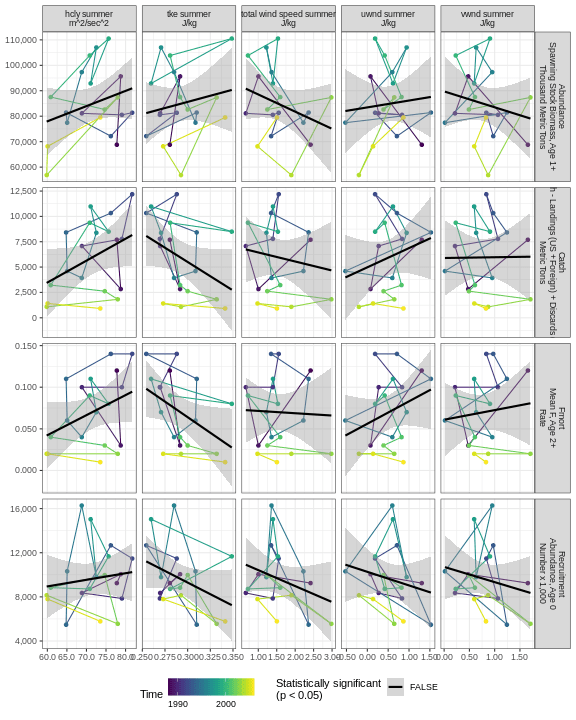 hdly summer
m^2/sec^2
tke summer
J/kg
total wind speed summer
J/kg
uwnd summer
J/kg
vwnd summer
J/kg
110,000
100,000
90,000
80,000
70,000
60,000
Abundance
Spawning Stock Biomass, Age 1+
Thousand Metric Tons
12,500
10,000
7,500
5,000
2,500
0
Catch
h - Landings (US +Foreign) + Discards
Metric Tons
0.150
0.100
0.050
0.000
Fmort
Mean F, Age 2+
Rate
16,000
12,000
8,000
4,000
Recruitment
Abundance, Age 0
Number x 1,000
60.0 65.0 70.0 75.0 80.0
0.250 0.275 0.300 0.325 0.350
1.00 1.50 2.00 2.50 3.00
0.50 0.00 0.50 1.00 1.50
0.00 0.50 1.00 1.50
Time
1990 2000
Statistically significant
(p < 0.05)
FALSE